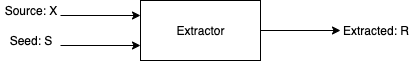 Source: X
Seed: S
Extractor
Extracted: R